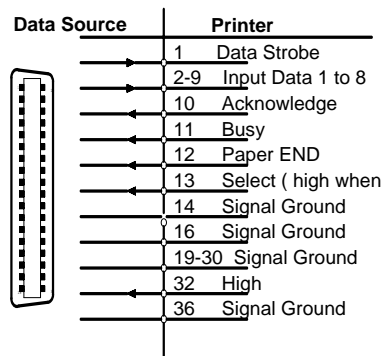 Data Source Printer
1 Data Strobe
2-9 Input Data 1 to 8
10 Acknowledge
11 Busy
12 Paper END
13 Select ( high when
14 Signal Ground
16 Signal Ground
19-30 Signal Ground
32 High
36 Signal Ground